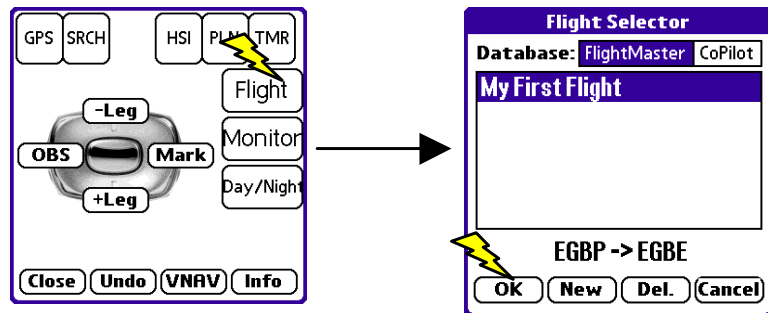 GPS SRCH HSI PLN TMR
Flight
-Leg
Monitor
OBS Mark
Day/Night
+Leg
Close Undo VNAV Info
Flight Selector
Database: FlightMaster CoPilot
My First Flight
EGBP -> EGBE
OK New Del. Cancel